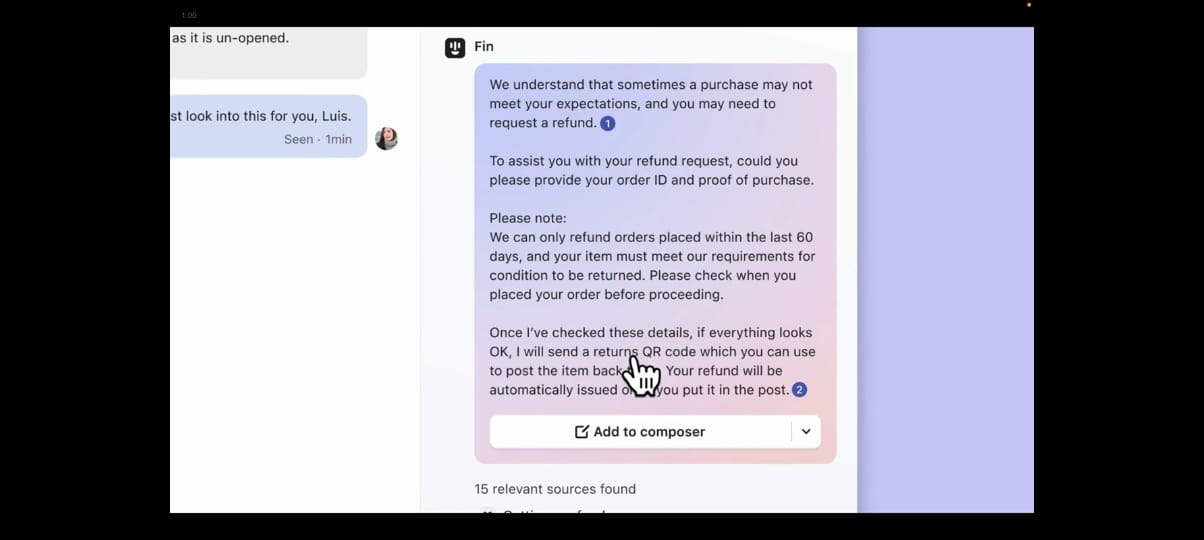 1.00
as it is un-opened.
st look into this for you, Luis.
Seen · 1min
Fin
We understand that sometimes a purchase may not
meet your expectations, and you may need to
request a refund. 1
To assist you with your refund request, could you
please provide your order ID and proof of purchase.
Please note:
We can only refund orders placed within the last 60
days, and your item must meet our requirements for
condition to be returned. Please check when you
placed your order before proceeding.
Once I've checked these details, if everything looks
OK, I will send a returns QR code which you can use
to post the item back Your refund will be
automatically issued you put it in the post. 2
Add to composer
15 relevant sources found